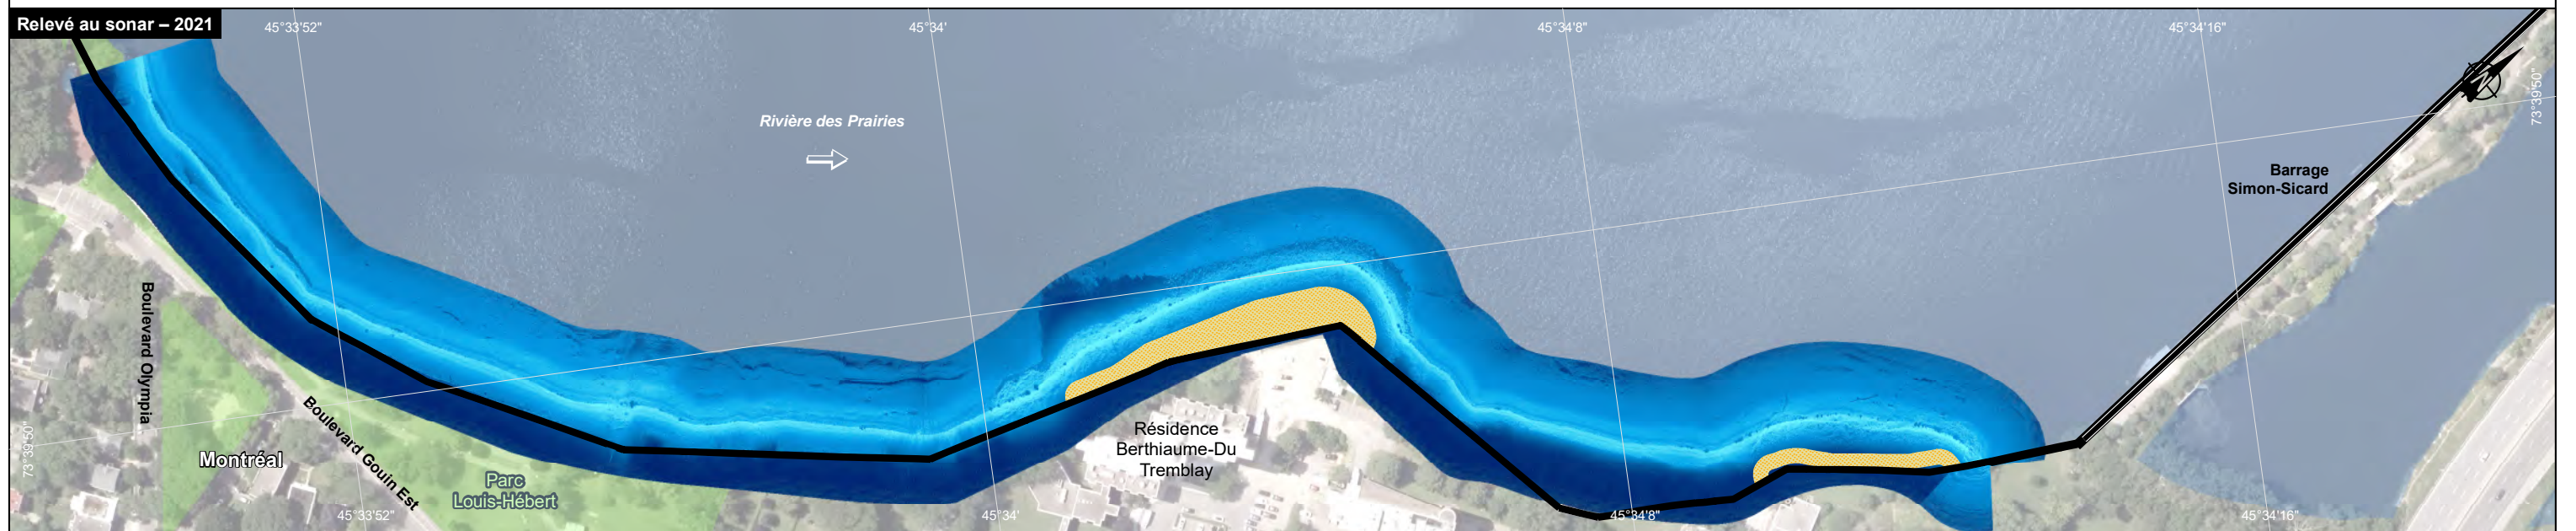 Relevé au sonar – 2021
45°33'52"
45°34'
45°34'8"
45°34'16"
73°39'50"
Rivière des Prairies
Barrage
Simon-Sicard
Boulevard Olympia
Boulevard Gouin Est
Montréal
Parc
Louis-Hébert
Résidence
Berthiaume-Du
Tremblay
73°39'50"
45°33'52"
45°34'
45°34'8"
45°34'16"
N